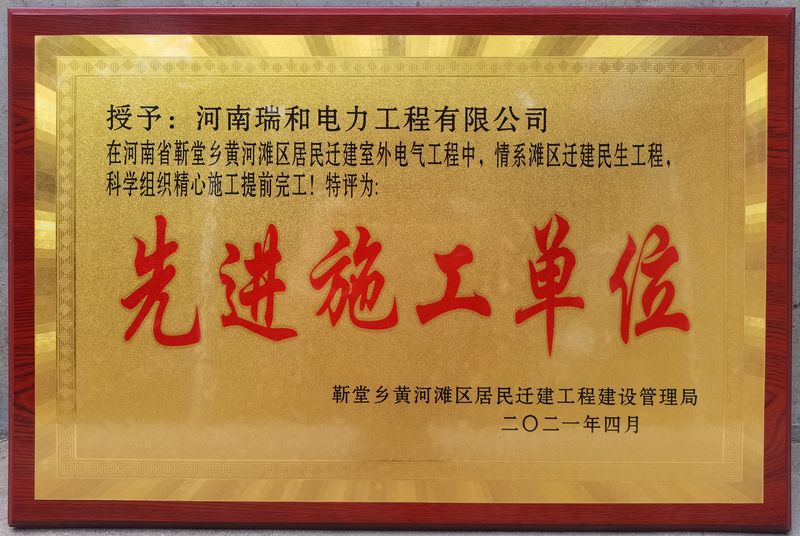 授予：河南瑞和电力工程有限公司
在河南省靳堂乡黄河滩区居民迁建室外电气工程中，情系滩区迁建民生工程，
科学组织精心施工提前完工！特评为：
先进施工单位
靳堂乡黄河滩区居民迁建工程建设管理局
二〇二一年四月